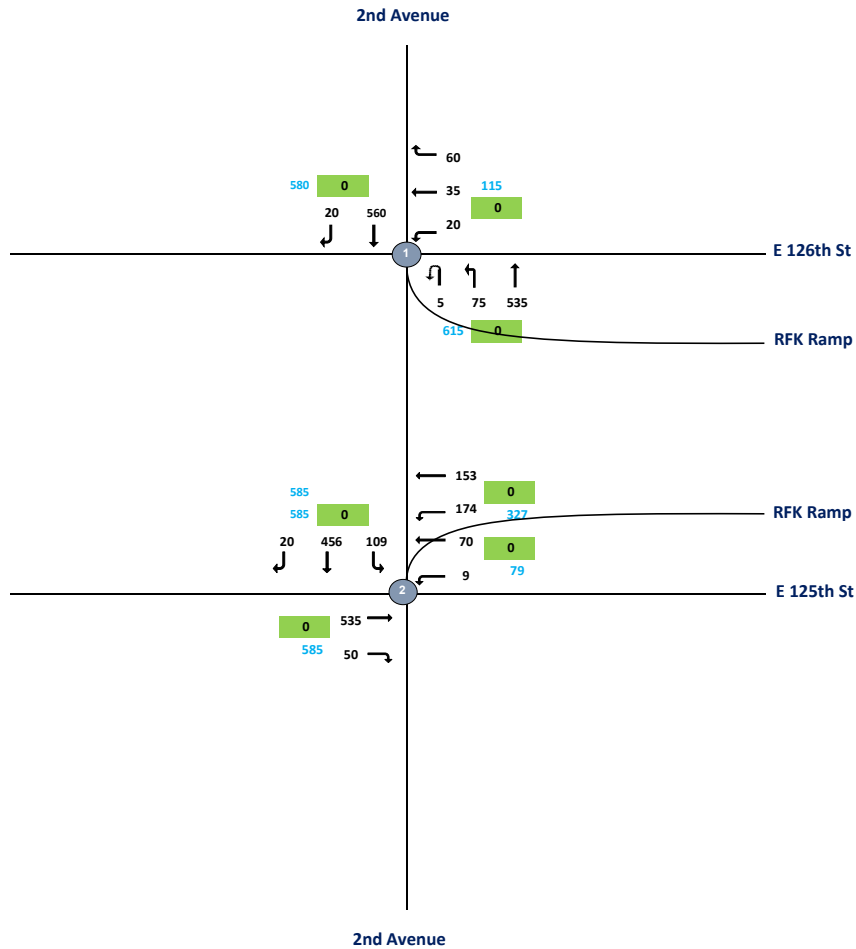 2nd Avenue
60
580 0 35 115
0
20 560 20
1
E 126th St
5 75 535
615 0
RFK Ramp
153
585 0
585 0 174 327
RFK Ramp
20 456 109 70 0
79
9
2
E 125th St
535
0
585 50
2nd Avenue